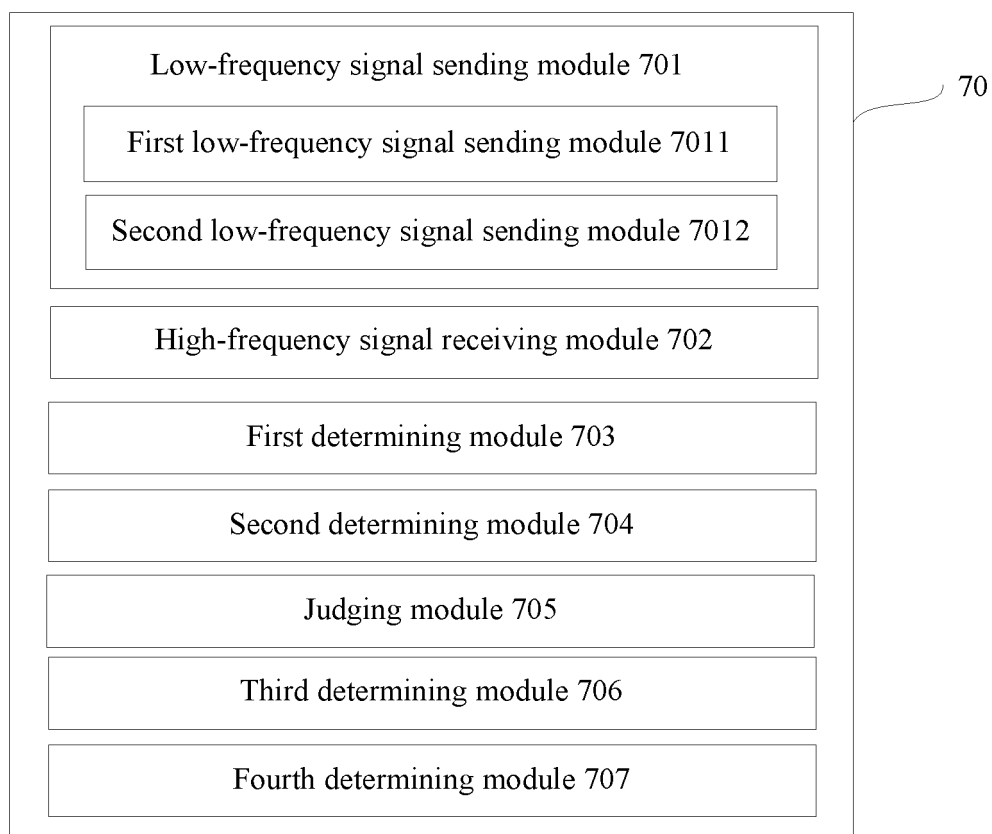 Low-frequency signal sending module 701
70
First low-frequency signal sending module 7011
Second low-frequency signal sending module 7012
High-frequency signal receiving module 702
First determining module 703
Second determining module 704
Judging module 705
Third determining module 706
Fourth determining module 707